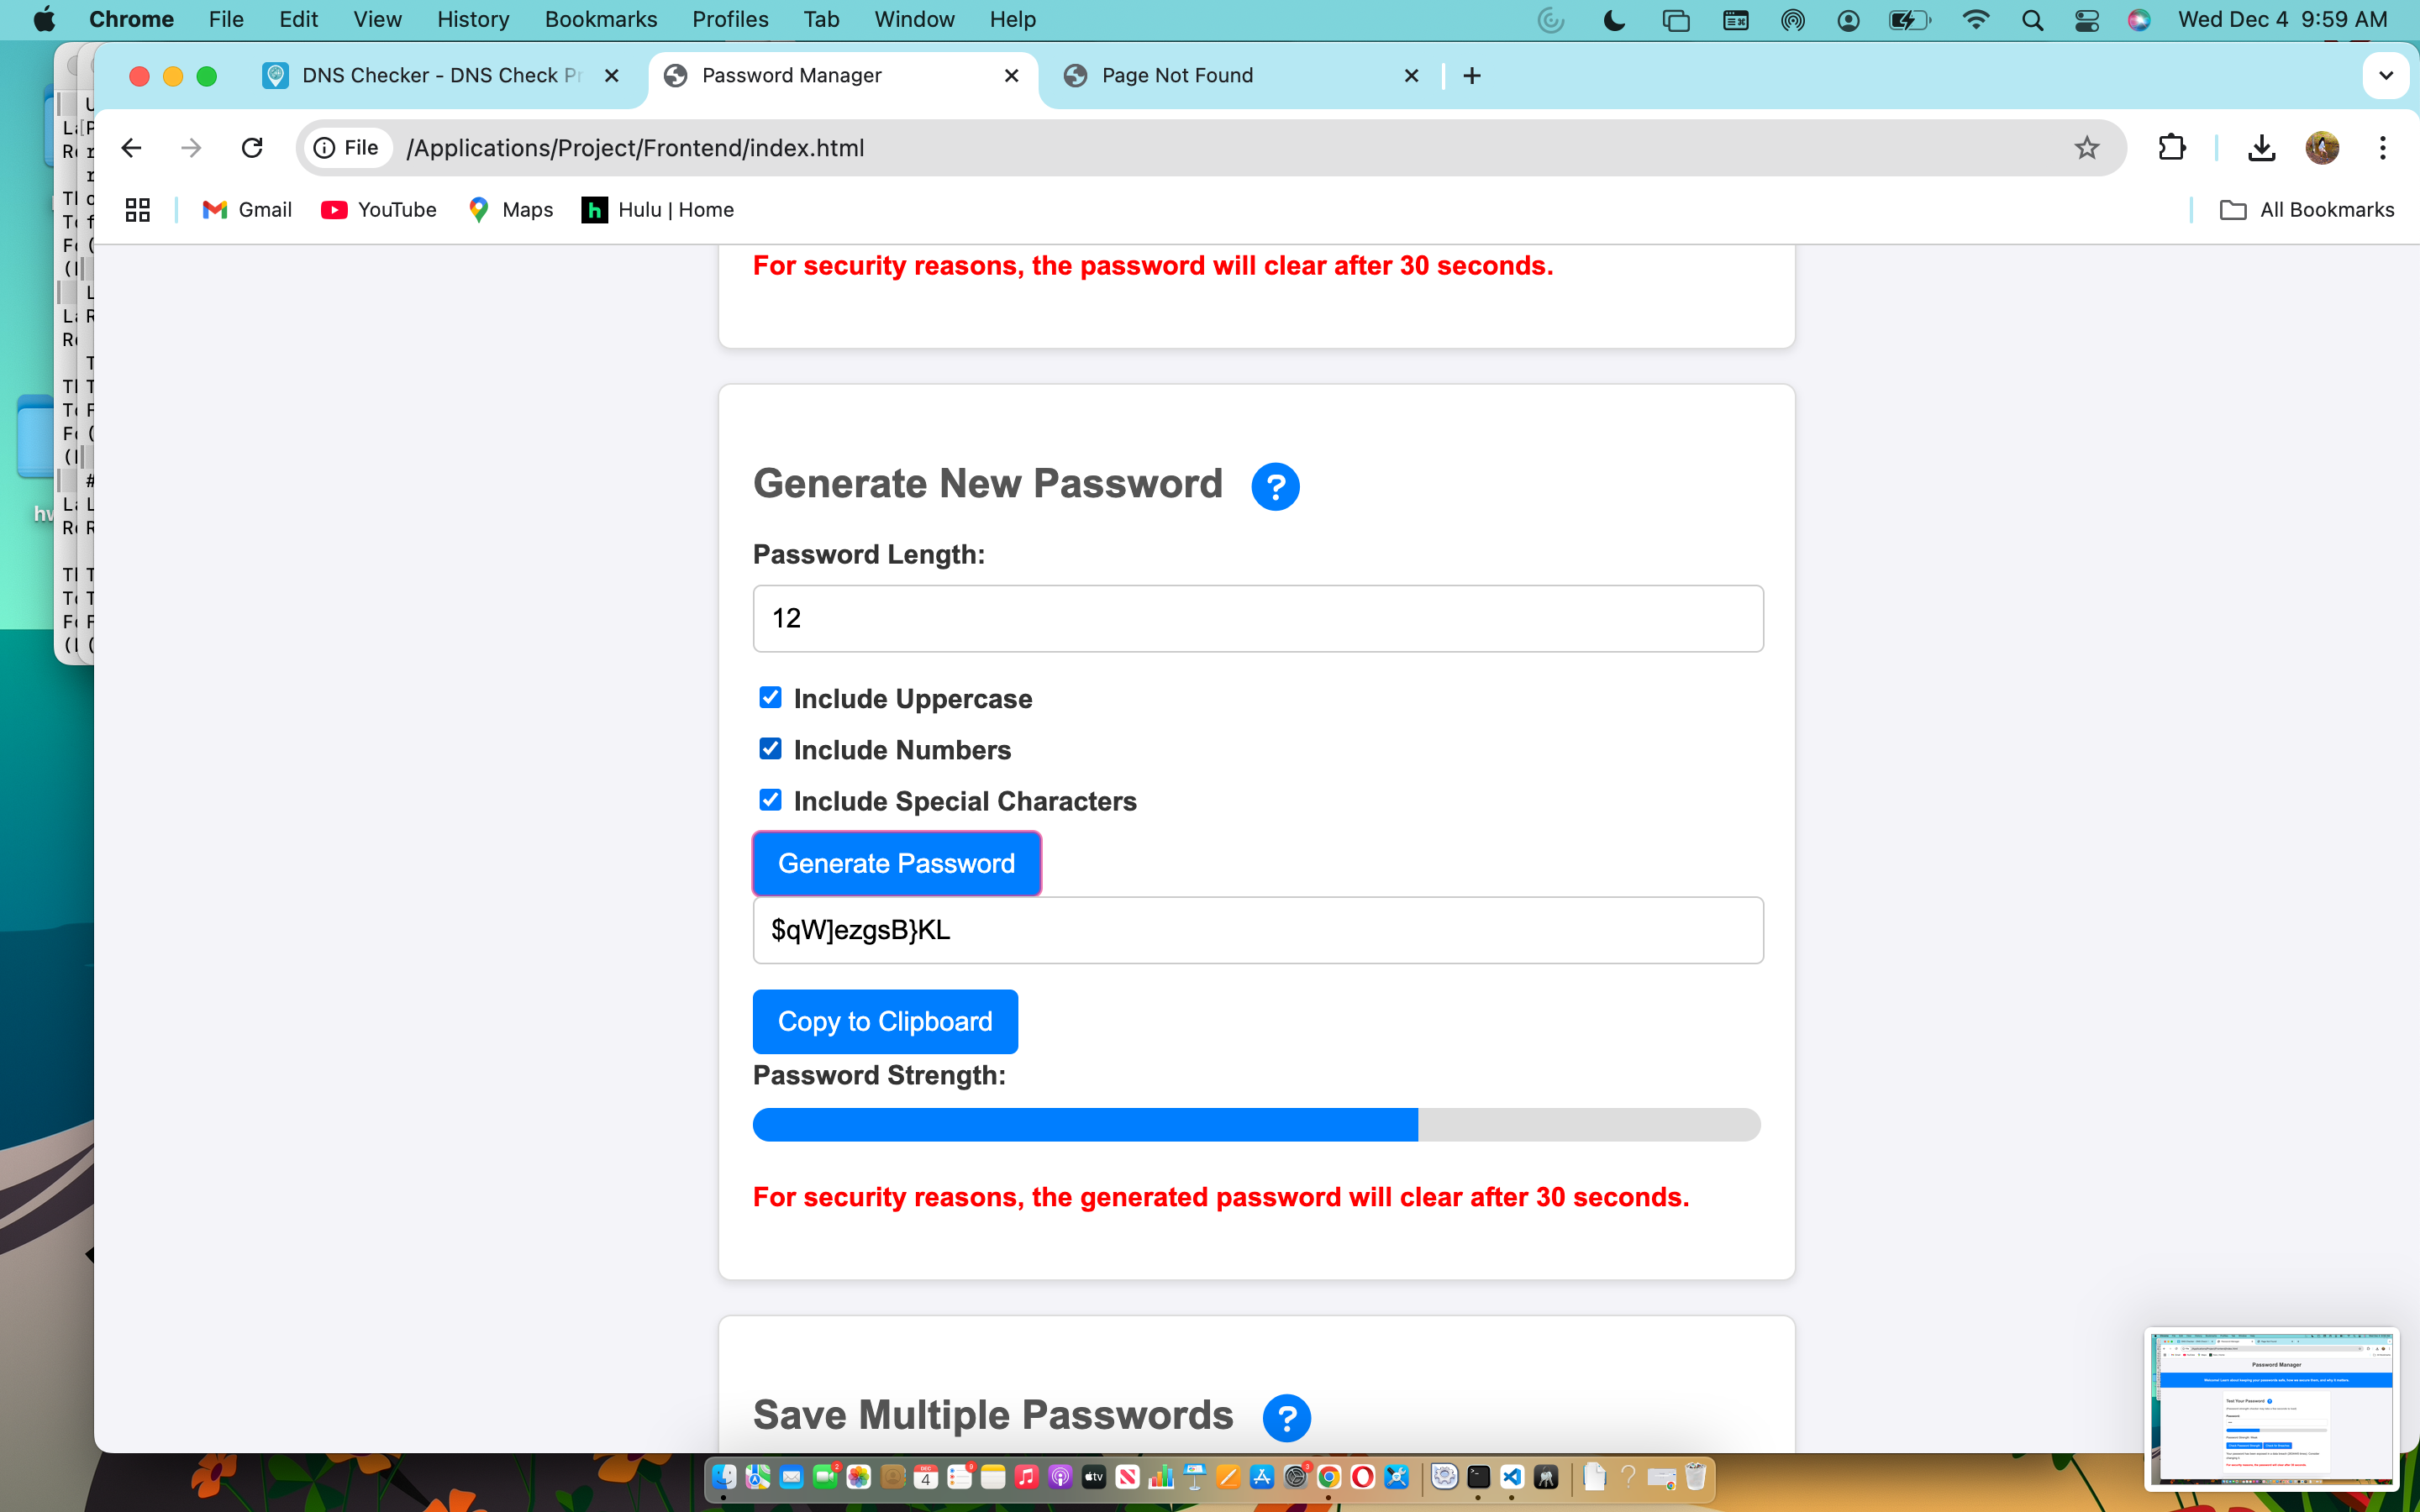 Chrome File Edit View History Bookmarks Profiles Tab Window Help Wed Dec 4 9:59 AM
DNS Checker - DNS Check Pr Password Manager Page Not Found
File /Applications/Project/Frontend/index.html
Gmail YouTube Maps Hulu | Home All Bookmarks
For security reasons, the password will clear after 30 seconds.
Generate New Password ?
Password Length:
12
Include Uppercase
Include Numbers
Include Special Characters
Generate Password
$qW]ezgsB}KL
Copy to Clipboard
Password Strength:
For security reasons, the generated password will clear after 30 seconds.
Save Multiple Passwords ?
Password Manager